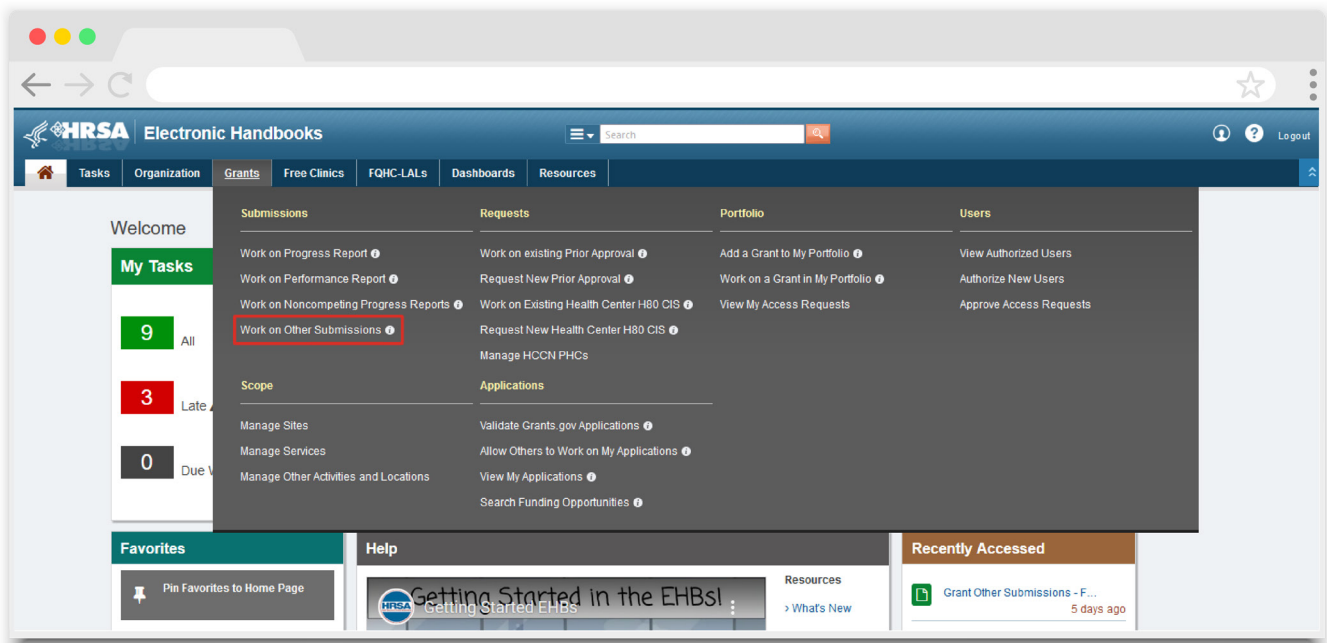 HRSA Electronic Handbooks
Search
Logout
Tasks Organization Grants Free Clinics FQHC-LALs Dashboards Resources
Welcome
My Tasks
9 All
3 Late
0 Due
Submissions
Work on Progress Report
Work on Performance Report
Work on Noncompeting Progress Reports
Work on Other Submissions
Requests
Work on existing Prior Approval
Request New Prior Approval
Work on Existing Health Center H80 CIS
Request New Health Center H80 CIS
Manage HCCN PHCs
Portfolio
Add a Grant to My Portfolio
Work on a Grant in My Portfolio
View My Access Requests
Users
View Authorized Users
Authorize New Users
Approve Access Requests
Scope
Manage Sites
Manage Services
Manage Other Activities and Locations
Applications
Validate Grants.gov Applications
Allow Others to Work on My Applications
View My Applications
Search Funding Opportunities
Favorites
Pin Favorites to Home Page
Help
Getting Started in the EHBs!
HRSA Getting Started EHBs
Resources
› What's New
Recently Accessed
Grant Other Submissions - F...
5 days ago